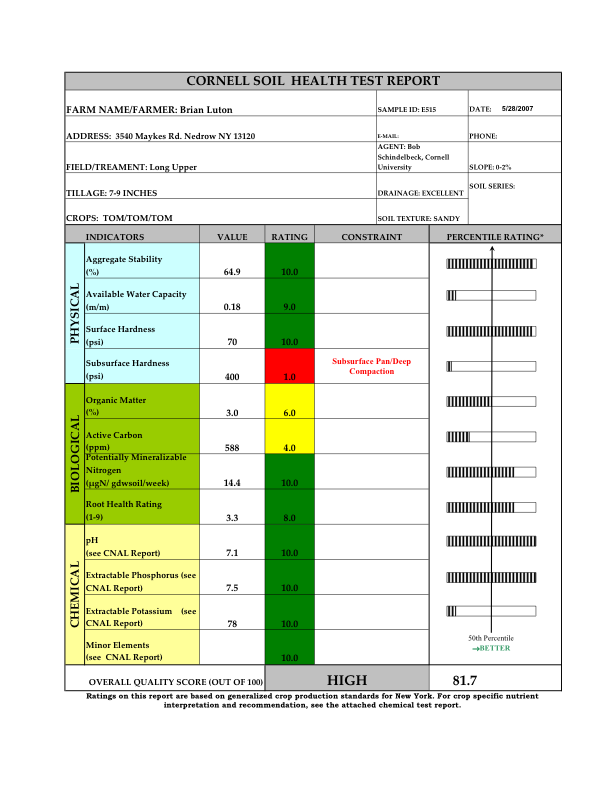 CORNELL SOIL HEALTH TEST REPORT
FARM NAME/FARMER: Brian Luton
SAMPLE ID: E515
DATE: 5/28/2007
ADDRESS: 3540 Maykes Rd. Nedrow NY 13120
E-MAIL:
PHONE:
FIELD/TREAMENT: Long Upper
AGENT: Bob
Schindelbeck, Cornell
University
SLOPE: 0-2%
TILLAGE: 7-9 INCHES
DRAINAGE: EXCELLENT
SOIL SERIES:
CROPS: TOM/TOM/TOM
SOIL TEXTURE: SANDY
INDICATORS VALUE RATING CONSTRAINT PERCENTILE RATING*
PHYSICAL
Aggregate Stability
(%) 64.9 10.0
Available Water Capacity
(m/m) 0.18 9.0
Surface Hardness
(psi) 70 10.0
Subsurface Hardness
(psi) 400 1.0
Subsurface Pan/Deep
Compaction
BIOLOGICAL
Organic Matter
(%) 3.0 6.0
Active Carbon
(ppm) 588 4.0
Potentially Mineralizable
Nitrogen
(µgN/ gdwsoil/week) 14.4 10.0
Root Health Rating
(1-9) 3.3 8.0
CHEMICAL
pH
(see CNAL Report) 7.1 10.0
Extractable Phosphorus (see
CNAL Report) 7.5 10.0
Extractable Potassium (see
CNAL Report) 78 10.0
Minor Elements
(see CNAL Report) 10.0
50th Percentile
→BETTER
OVERALL QUALITY SCORE (OUT OF 100) HIGH 81.7
Ratings on this report are based on generalized crop production standards for New York. For crop specific nutrient
interpretation and recommendation, see the attached chemical test report.